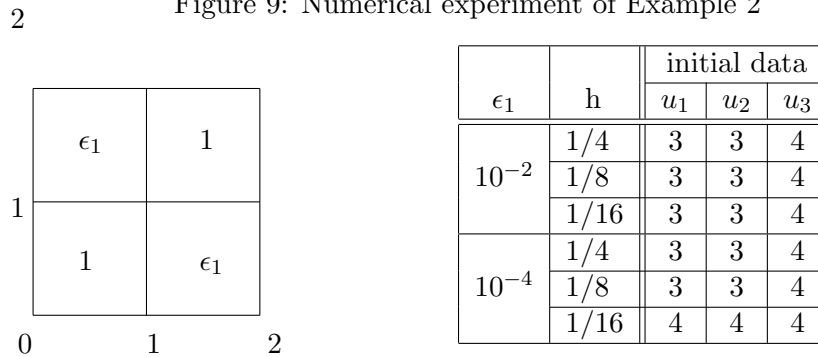 Figure 9: Numerical experiment of Example 2
2
ϵ₁ 1
1
1 ϵ₁
0 1 2
initial data
ϵ₁ h u₁ u₂ u₃
10⁻² 1/4 3 3 4
1/8 3 3 4
1/16 3 3 4
10⁻⁴ 1/4 3 3 4
1/8 3 3 4
1/16 4 4 4